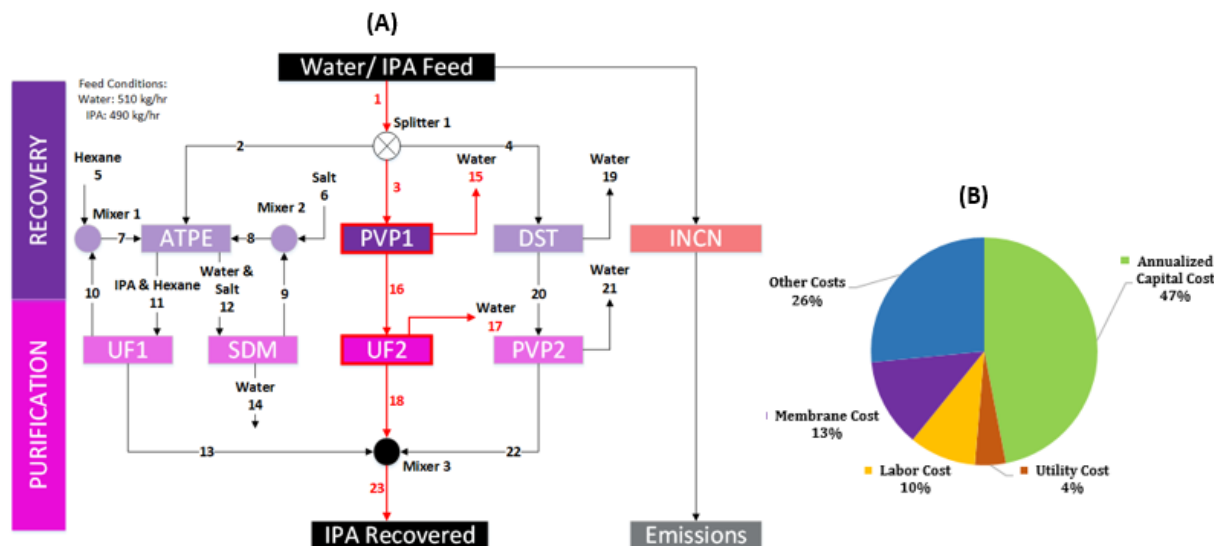 (A)
Water/ IPA Feed
Feed Conditions:
Water: 510 kg/hr
IPA: 490 kg/hr
RECOVERY
PURIFICATION
1
Splitter 1
2
4
3
Hexane
5
Salt
6
Water
15
Water
19
Mixer 1
Mixer 2
7
8
ATPE
PVP1
DST
INCN
IPA & Hexane
11
Water &
Salt
12
10
9
16
20
Water
21
Water
17
UF1
SDM
UF2
PVP2
Water
14
18
13
22
Mixer 3
23
IPA Recovered
Emissions
(B)
Other Costs
26%
Annualized
Capital Cost
47%
Membrane Cost
13%
Labor Cost
10%
Utility Cost
4%